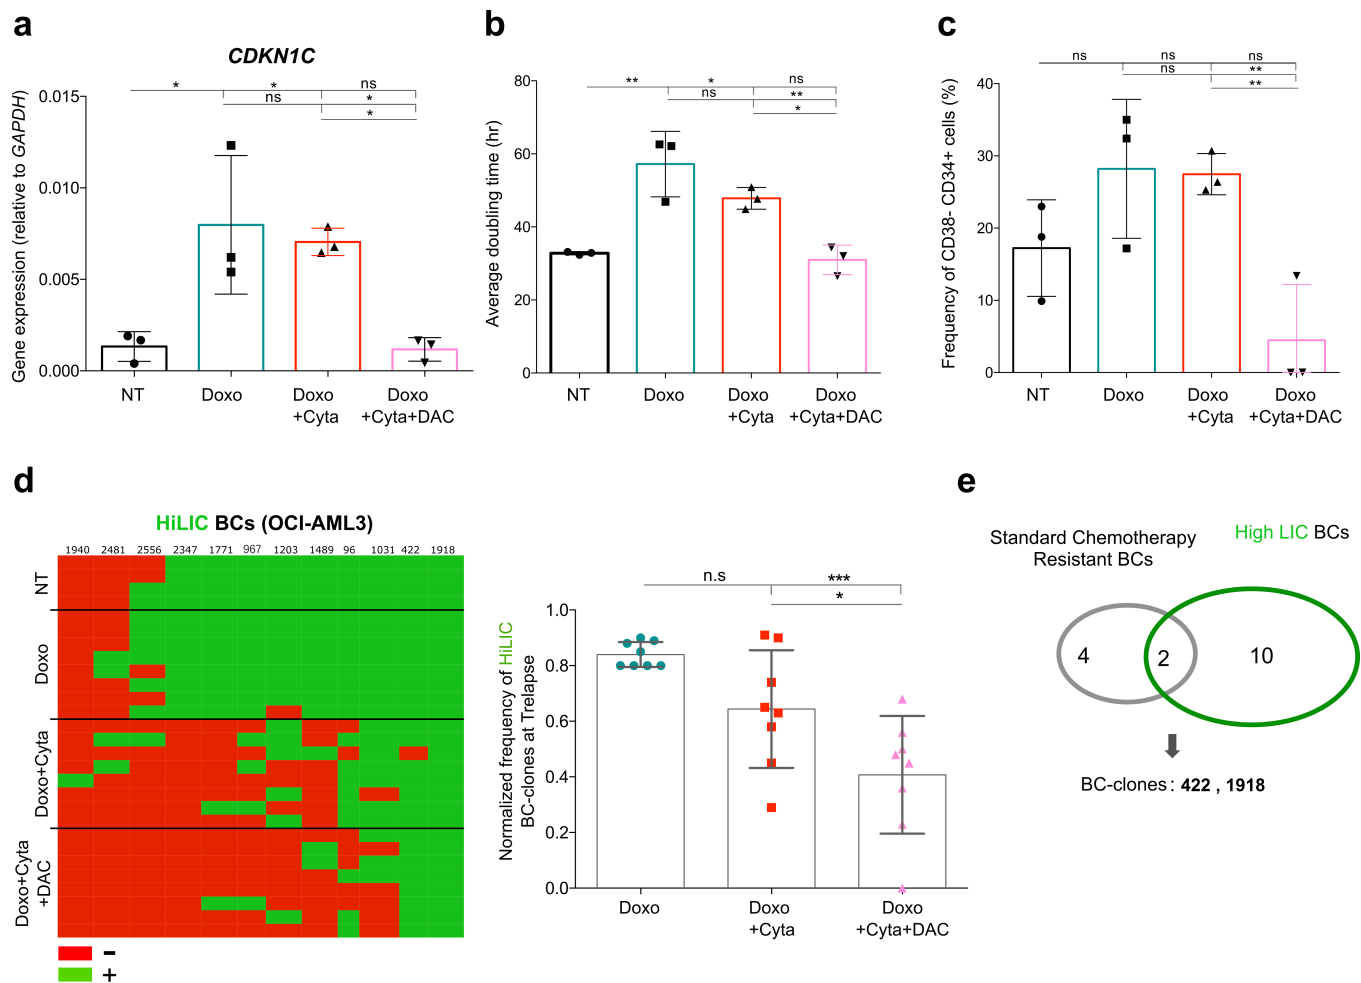 a
CDKN1C
Gene expression (relative to GAPDH)
0.015
0.010
0.005
0.000
* * ns
ns *
*
NT
Doxo
Doxo
+Cyta
Doxo
+Cyta+DAC
b
Average doubling time (hr)
80
60
40
20
0
** * ns
ns **
*
NT
Doxo
Doxo
+Cyta
Doxo
+Cyta+DAC
c
Frequency of CD38- CD34+ cells (%)
40
30
20
10
0
ns ns ns
ns **
**
NT
Doxo
Doxo
+Cyta
Doxo
+Cyta+DAC
d
HiLIC BCs (OCI-AML3)
1940 2481 2556 2347 1771 967 1203 1489 96 1031 422 1918
NT
Doxo
Doxo+Cyta
Doxo+Cyta
+DAC
−
+
Normalized frequency of HiLIC
BC-clones at Trelapse
1.0
0.8
0.6
0.4
0.2
0.0
n.s ***
*
Doxo
Doxo
+Cyta
Doxo
+Cyta+DAC
e
Standard Chemotherapy
Resistant BCs
High LIC BCs
4 2 10
BC-clones : 422 , 1918